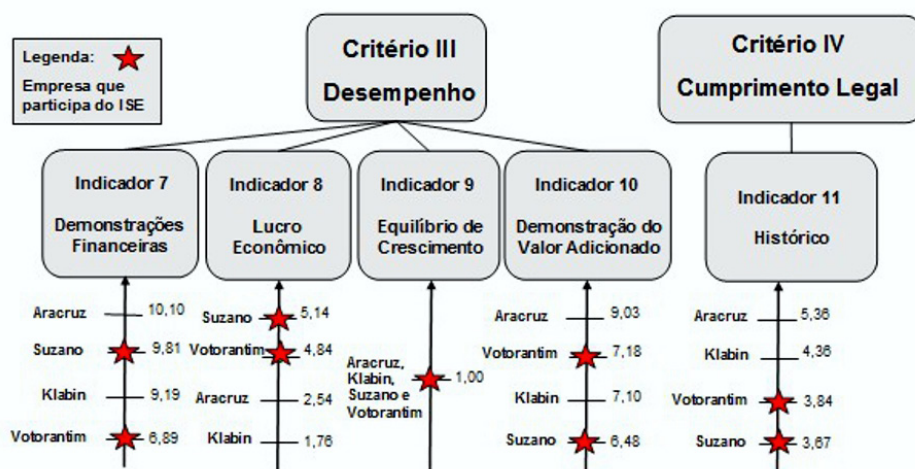 Legenda:
Empresa que
participa do ISE
Critério III
Desempenho
Critério IV
Cumprimento Legal
Indicador 7
Demonstrações
Financeiras
Indicador 8
Lucro
Econômico
Indicador 9
Equilíbrio de
Crescimento
Indicador 10
Demonstração do
Valor Adicionado
Indicador 11
Histórico
Aracruz 10,10
Suzano 9,81
Klabin 9,19
Votorantim 6,89
Suzano 5,14
Votorantim 4,84
Aracruz 2,54
Klabin 1,76
Aracruz,
Klabin, 1,00
Suzano e
Votorantim
Aracruz 9,03
Votorantim 7,18
Klabin 7,10
Suzano 6,48
Aracruz 5,36
Klabin 4,36
Votorantim 3,84
Suzano 3,67